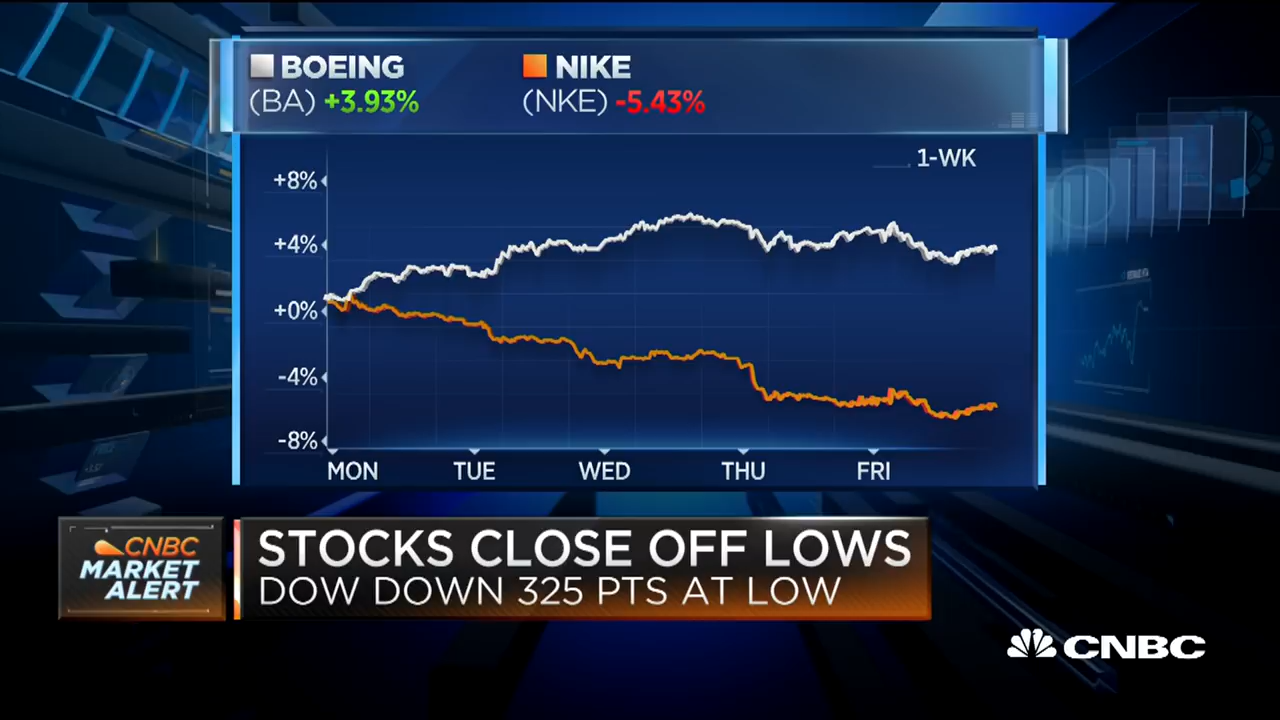 BOEING
(BA) +3.93%
NIKE
(NKE) -5.43%
1-WK
+8%
+4%
+0%
-4%
-8%
MON TUE WED THU FRI
CNBC
MARKET
ALERT
STOCKS CLOSE OFF LOWS
DOW DOWN 325 PTS AT LOW
CNBC